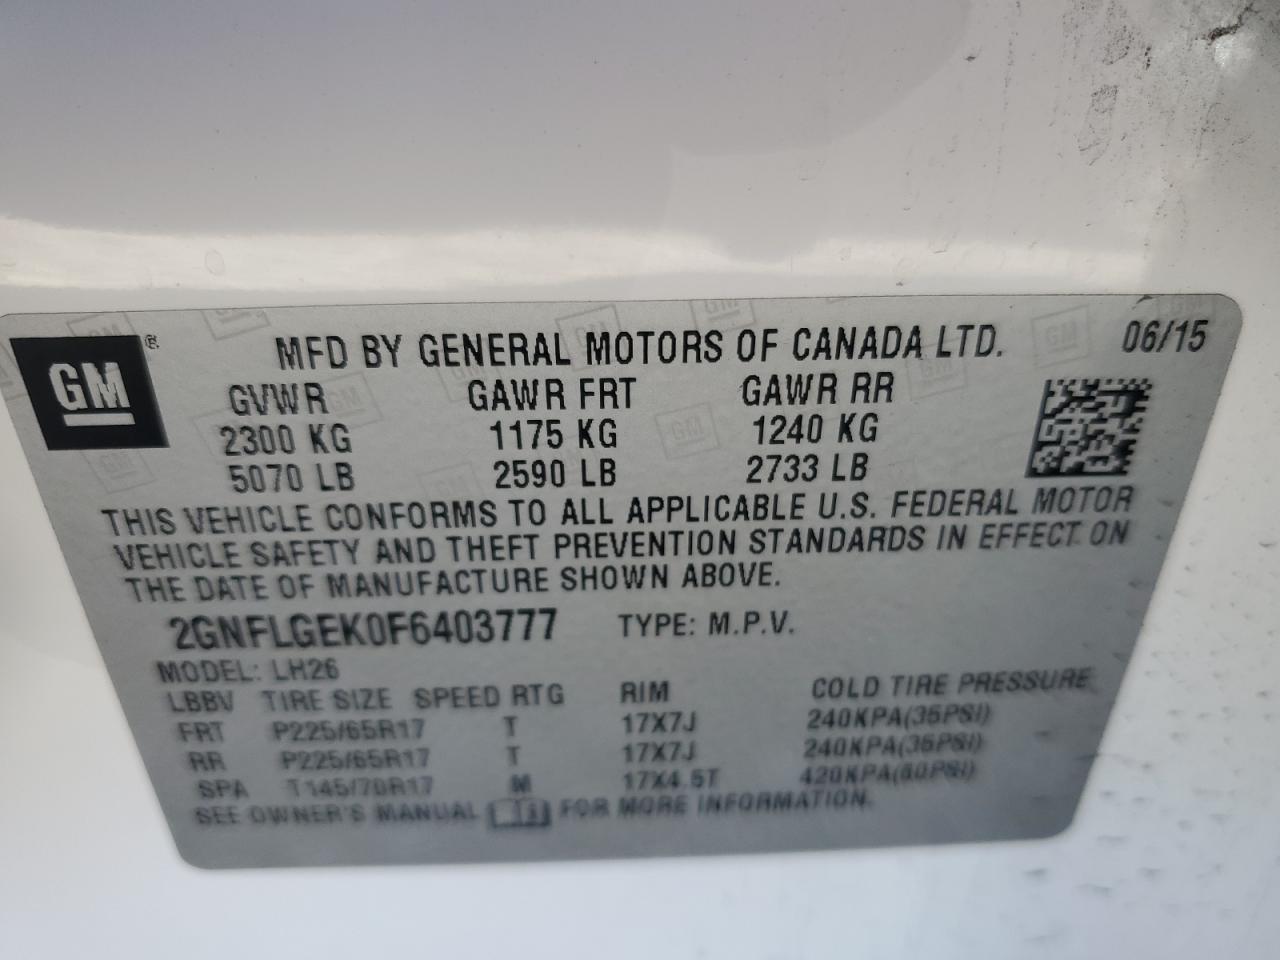 GM ® MFD BY GENERAL MOTORS OF CANADA LTD. 06/15
GVWR GAWR FRT GAWR RR
2300 KG 1175 KG 1240 KG
5070 LB 2590 LB 2733 LB
THIS VEHICLE CONFORMS TO ALL APPLICABLE U.S. FEDERAL MOTOR
VEHICLE SAFETY AND THEFT PREVENTION STANDARDS IN EFFECT ON
THE DATE OF MANUFACTURE SHOWN ABOVE.
2GNFLGEK0F6403777 TYPE: M.P.V.
MODEL: LH26
LBBV TIRE SIZE SPEED RTG RIM COLD TIRE PRESSURE
FRT P225/65R17 T 17X7J 240KPA(35PSI)
RR P225/65R17 T 17X7J 240KPA(35PSI)
SPA T145/70R17 M 17X4.5T 420KPA(60PSI)
SEE OWNER'S MANUAL FOR MORE INFORMATION.